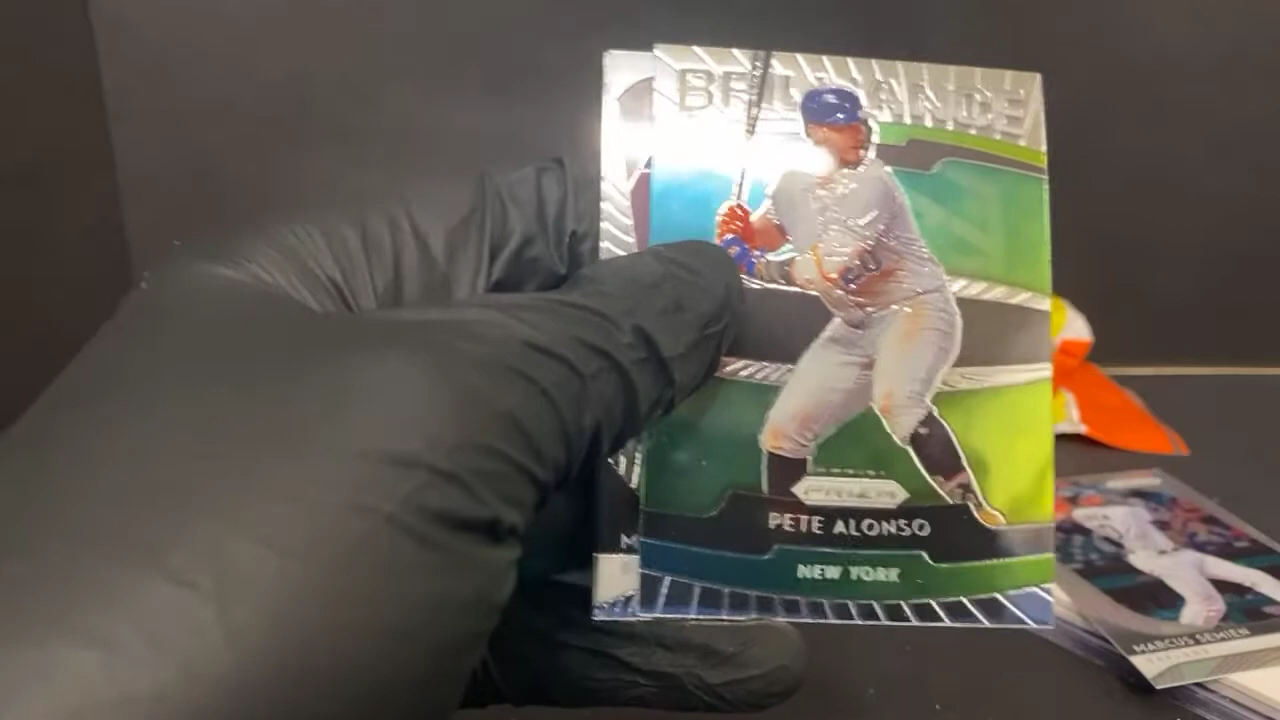 BRILLIANCE
PRIZM
PETE ALONSO
NEW YORK
M
MARCUS SEMIEN